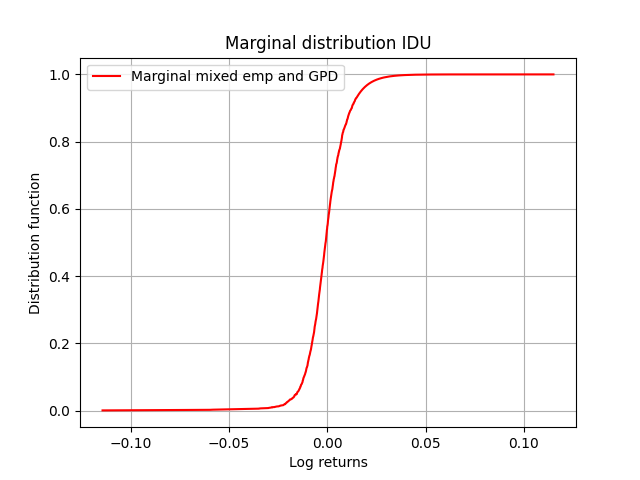 Marginal distribution IDU
Marginal mixed emp and GPD
Distribution function
1.0
0.8
0.6
0.4
0.2
0.0
−0.10
−0.05
0.00
0.05
0.10
Log returns